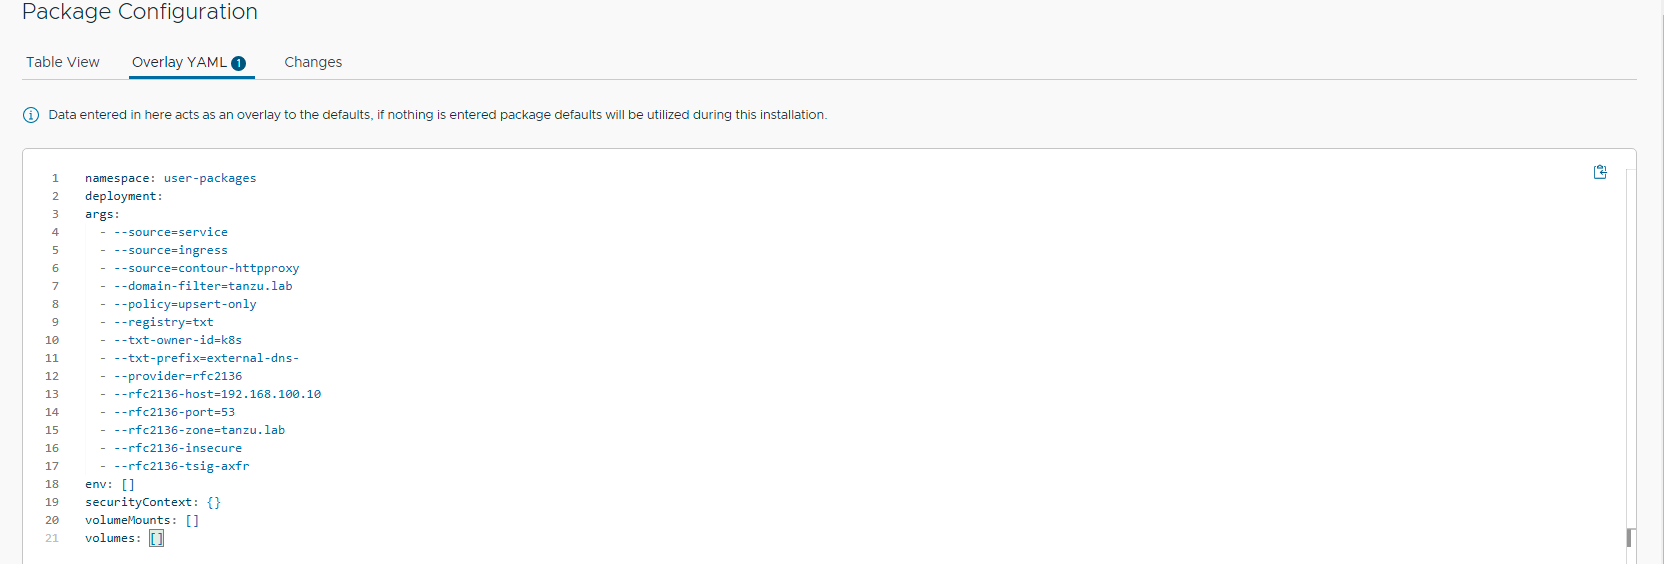 Package Configuration
Table View Overlay YAML 1 Changes
Data entered in here acts as an overlay to the defaults, if nothing is entered package defaults will be utilized during this installation.
1 namespace: user-packages
2 deployment:
3 args:
4   - --source=service
5   - --source=ingress
6   - --source=contour-httpproxy
7   - --domain-filter=tanzu.lab
8   - --policy=upsert-only
9   - --registry=txt
10   - --txt-owner-id=k8s
11   - --txt-prefix=external-dns-
12   - --provider=rfc2136
13   - --rfc2136-host=192.168.100.10
14   - --rfc2136-port=53
15   - --rfc2136-zone=tanzu.lab
16   - --rfc2136-insecure
17   - --rfc2136-tsig-axfr
18 env: []
19 securityContext: {}
20 volumeMounts: []
21 volumes: []